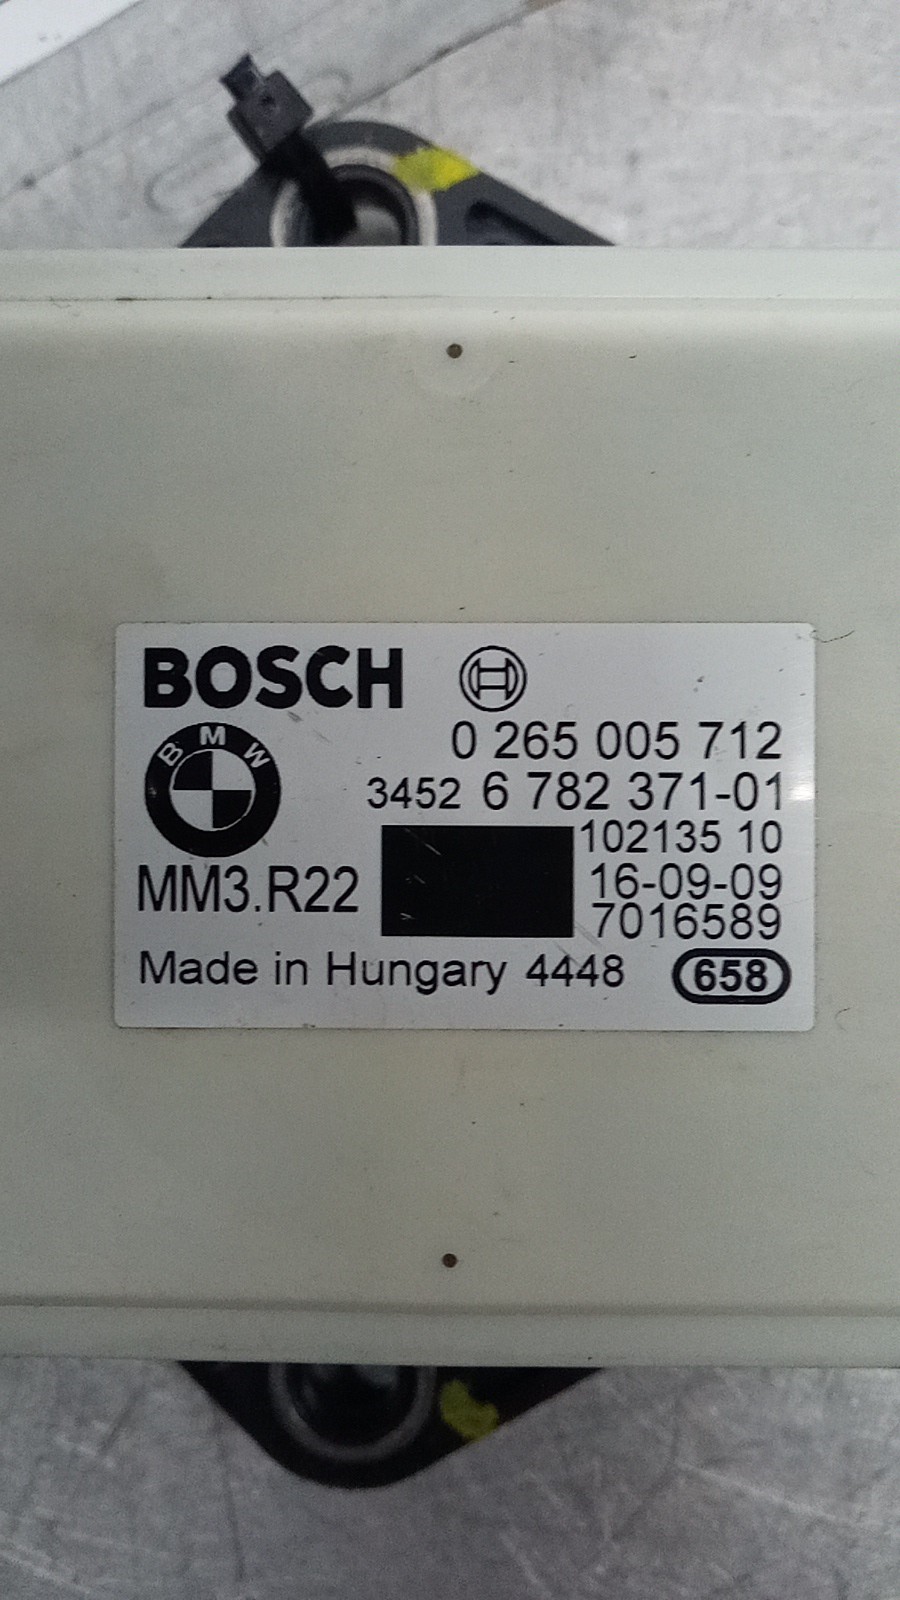 BOSCH
BMW
0 265 005 712
3452 6 782 371-01
102135 10
MM3.R22
16-09-09
7016589
Made in Hungary 4448
658